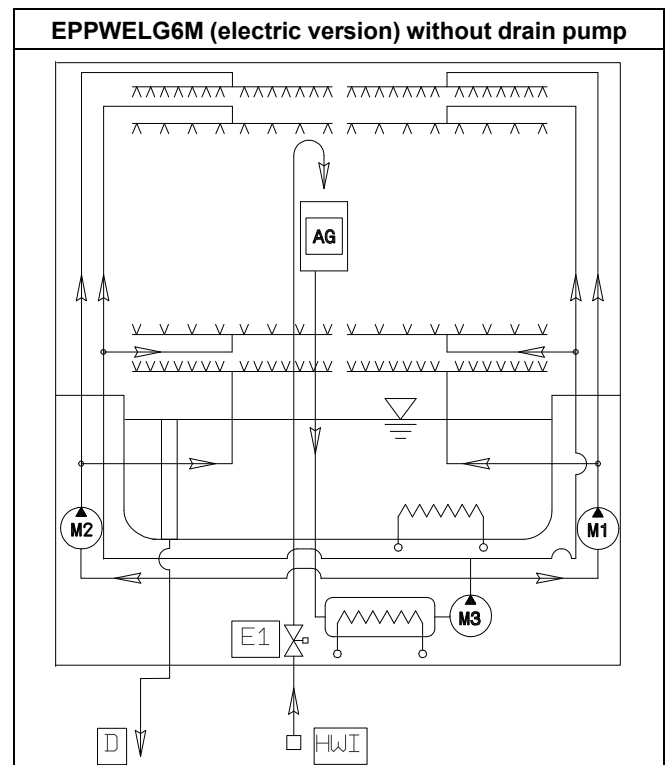 EPPWELG6M (electric version) without drain pump
AG
M2
M1
M3
E1
D
HWI